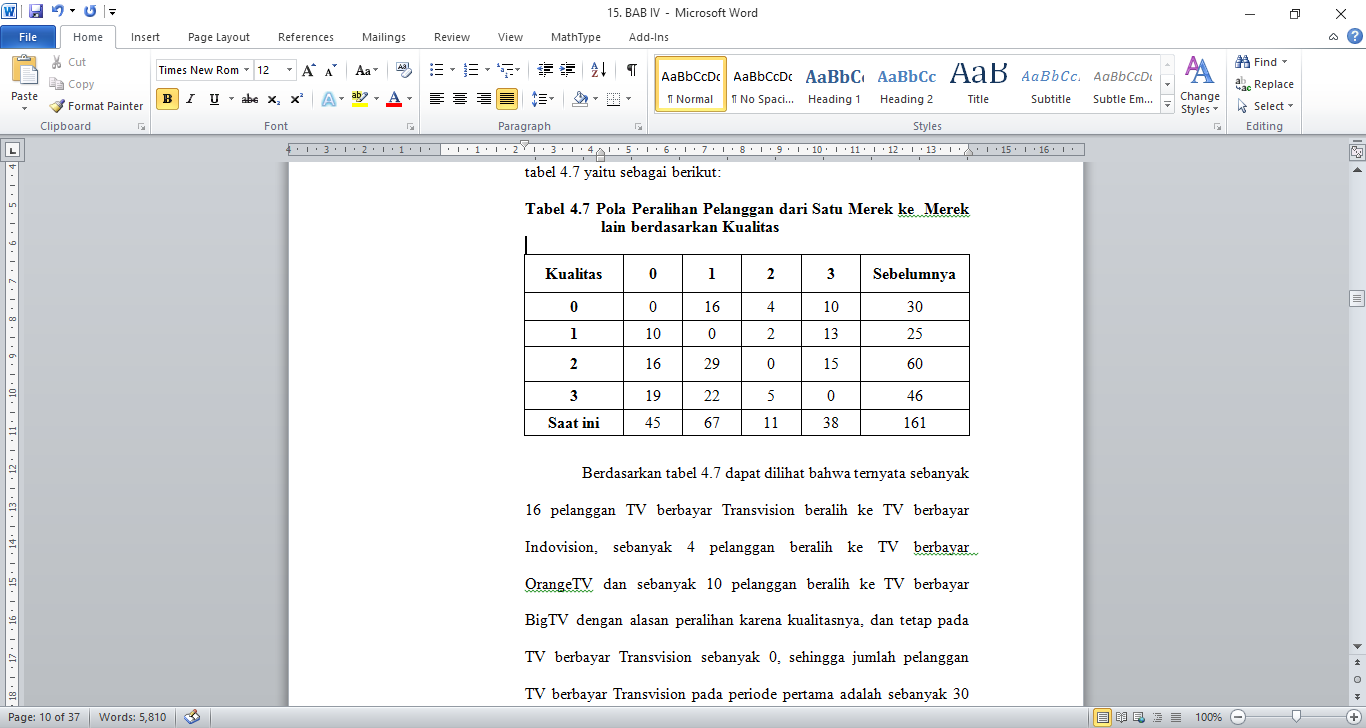 15. BAB IV - Microsoft Word
File Home Insert Page Layout References Mailings Review View MathType Add-Ins
Paste
Cut
Copy
Format Painter
Clipboard
Times New Rom 12
Font
Paragraph
AaBbCcDc AaBbCcDc AaBbCc AaBbCc AaB AaBbCc. AaBbCcDc
¶ Normal ¶ No Spaci... Heading 1 Heading 2 Title Subtitle Subtle Em...
Change Styles
Styles
Find
Replace
Select
Editing
tabel 4.7 yaitu sebagai berikut:
Tabel 4.7 Pola Peralihan Pelanggan dari Satu Merek ke Merek
lain berdasarkan Kualitas
Kualitas 0 1 2 3 Sebelumnya
0 0 16 4 10 30
1 10 0 2 13 25
2 16 29 0 15 60
3 19 22 5 0 46
Saat ini 45 67 11 38 161
Berdasarkan tabel 4.7 dapat dilihat bahwa ternyata sebanyak
16 pelanggan TV berbayar Transvision beralih ke TV berbayar
Indovision, sebanyak 4 pelanggan beralih ke TV berbayar
OrangeTV dan sebanyak 10 pelanggan beralih ke TV berbayar
BigTV dengan alasan peralihan karena kualitasnya, dan tetap pada
TV berbayar Transvision sebanyak 0, sehingga jumlah pelanggan
TV berbayar Transvision pada periode pertama adalah sebanyak 30
Page: 10 of 37 Words: 5,810 100%